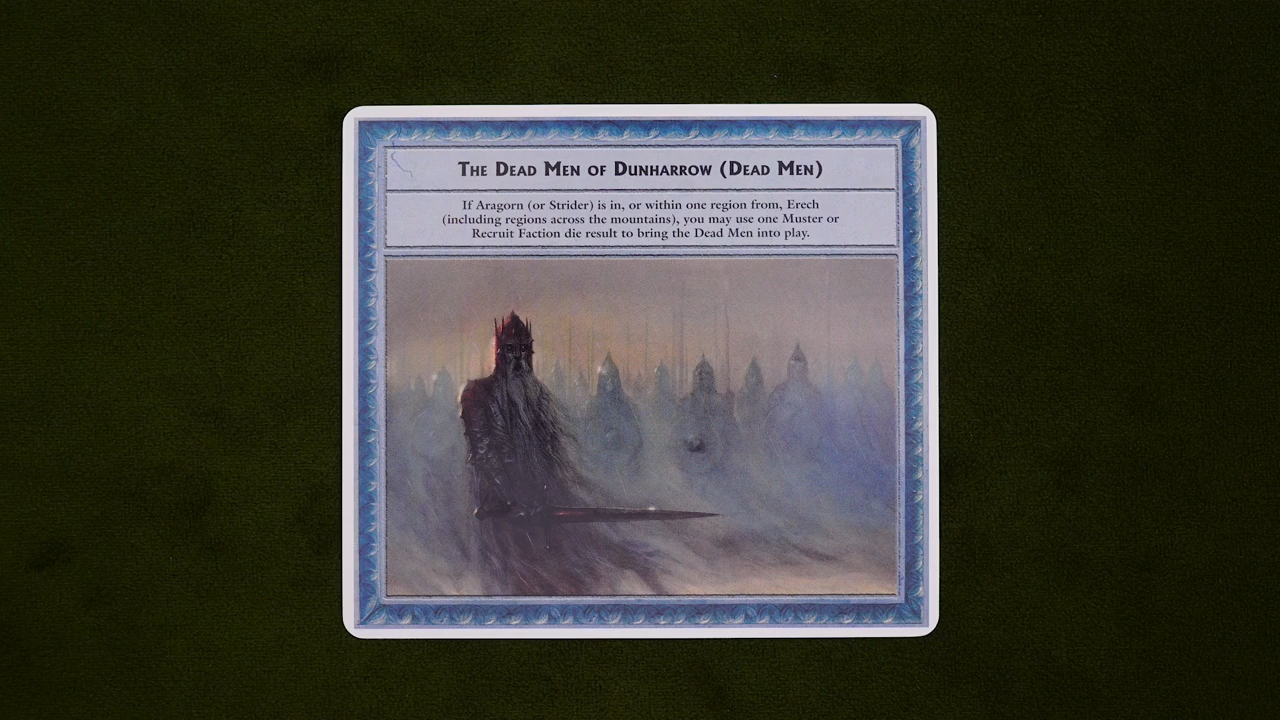 The Dead Men of Dunharrow (Dead Men)
If Aragorn (or Strider) is in, or within one region from, Erech
(including regions across the mountains), you may use one Muster or
Recruit Faction die result to bring the Dead Men into play.